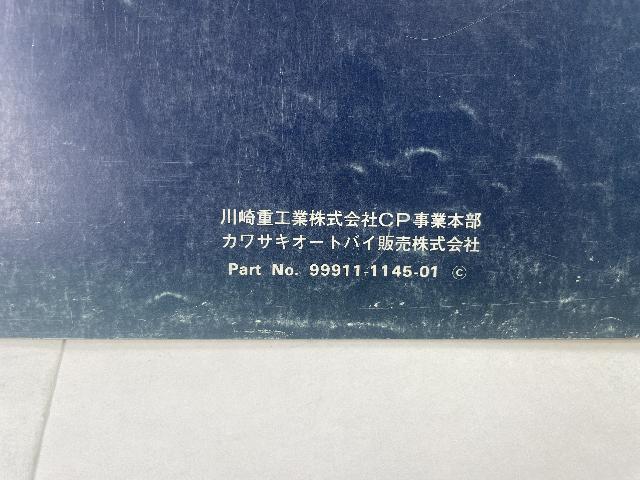 川崎重工業株式会社CP事業本部
カワサキオートバイ販売株式会社
Part No. 99911-1145-01 ©